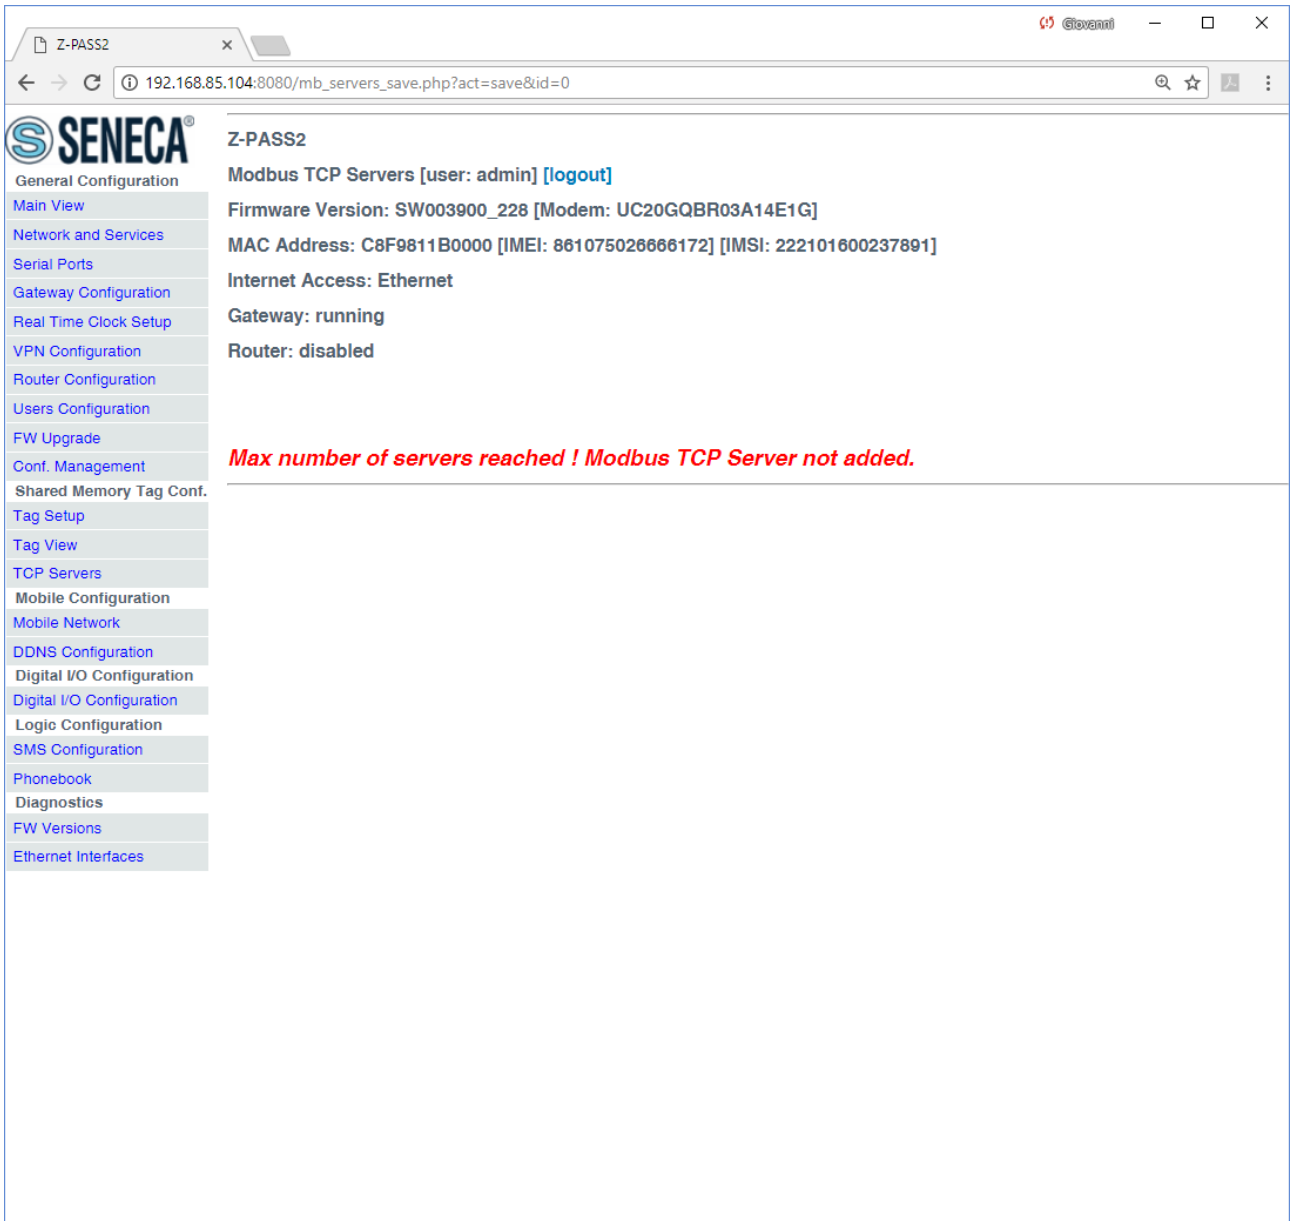 Giovanni
Z-PASS2
192.168.85.104:8080/mb_servers_save.php?act=save&id=0
SENECA®
General Configuration
Main View
Network and Services
Serial Ports
Gateway Configuration
Real Time Clock Setup
VPN Configuration
Router Configuration
Users Configuration
FW Upgrade
Conf. Management
Shared Memory Tag Conf.
Tag Setup
Tag View
TCP Servers
Mobile Configuration
Mobile Network
DDNS Configuration
Digital I/O Configuration
Digital I/O Configuration
Logic Configuration
SMS Configuration
Phonebook
Diagnostics
FW Versions
Ethernet Interfaces
Z-PASS2
Modbus TCP Servers [user: admin] [logout]
Firmware Version: SW003900_228 [Modem: UC20GQBR03A14E1G]
MAC Address: C8F9811B0000 [IMEI: 861075026666172] [IMSI: 222101600237891]
Internet Access: Ethernet
Gateway: running
Router: disabled
Max number of servers reached ! Modbus TCP Server not added.